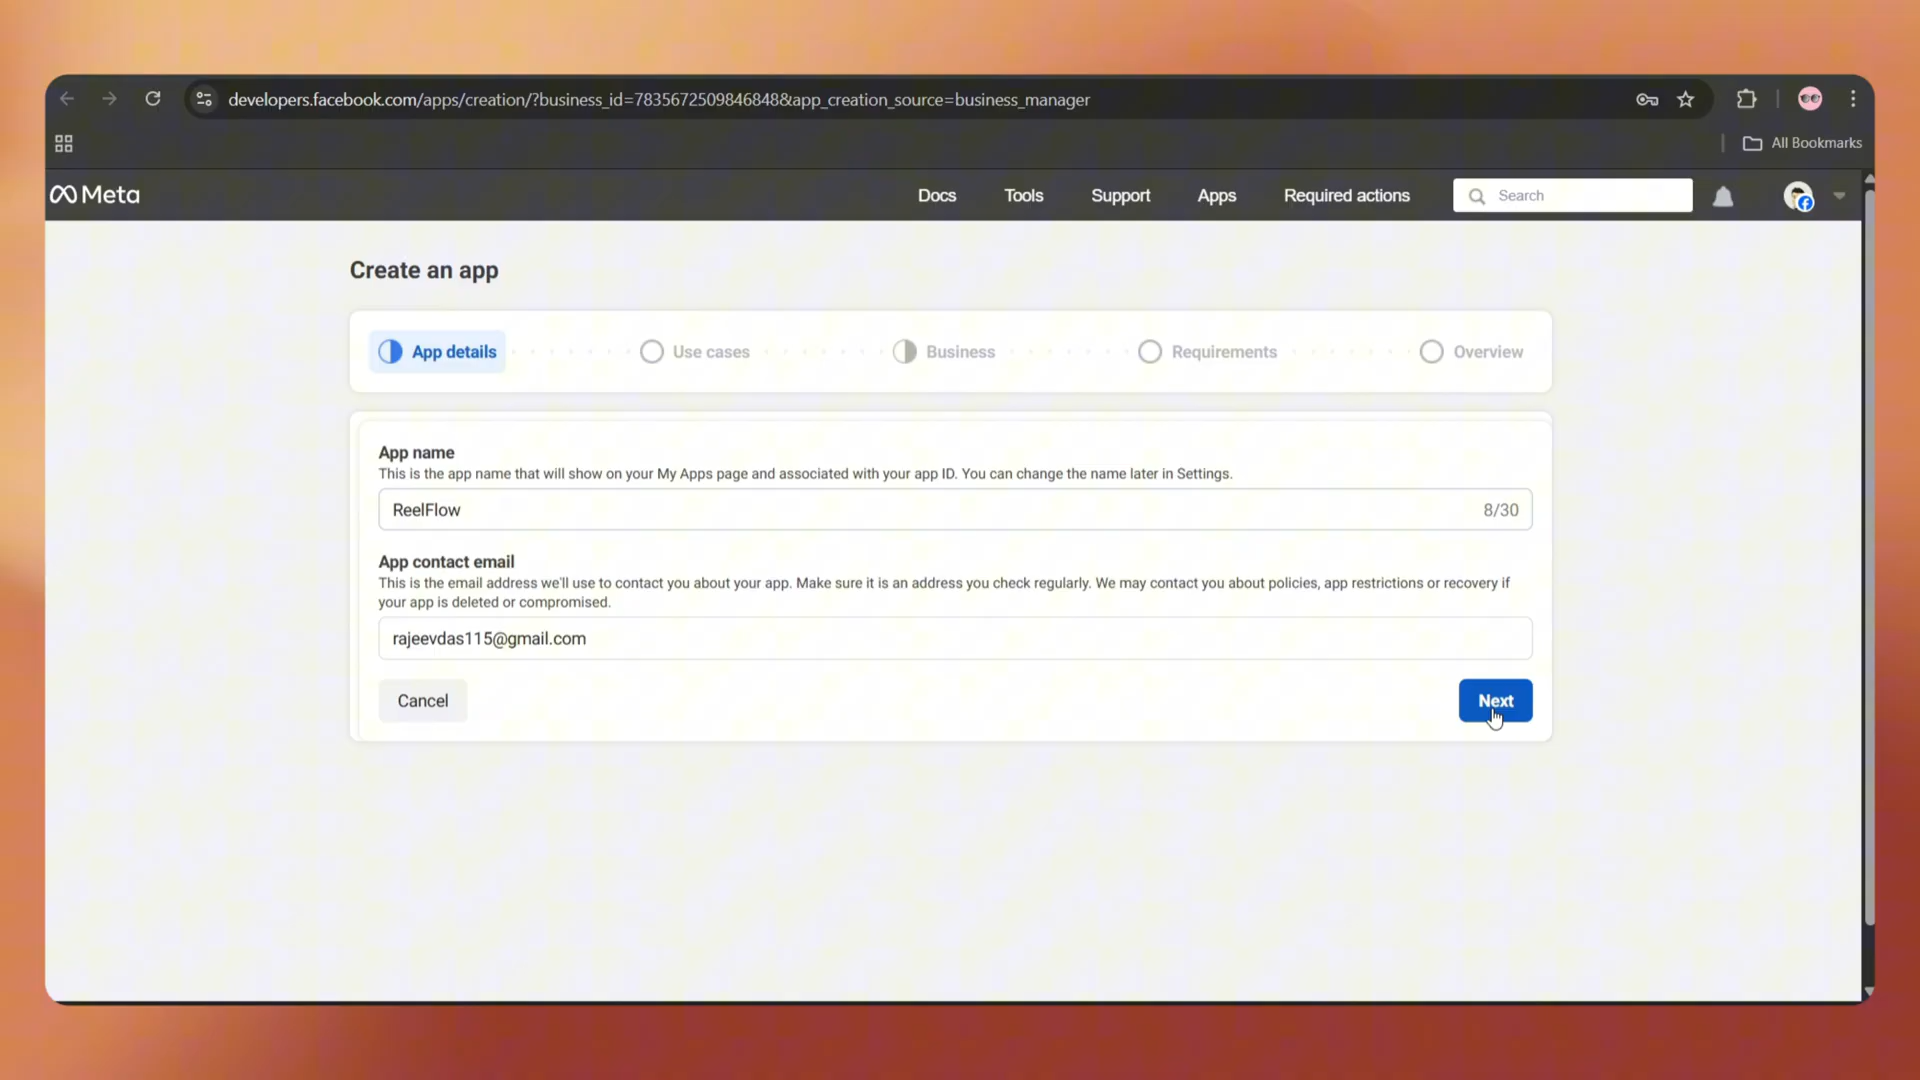 developers.facebook.com/apps/creation/?business_id=7835672509846848&app_creation_source=business_manager
All Bookmarks
Meta
Docs
Tools
Support
Apps
Required actions
Search
Create an app
App details
Use cases
Business
Requirements
Overview
App name
This is the app name that will show on your My Apps page and associated with your app ID. You can change the name later in Settings.
ReelFlow
8/30
App contact email
This is the email address we'll use to contact you about your app. Make sure it is an address you check regularly. We may contact you about policies, app restrictions or recovery if
your app is deleted or compromised.
rajeevdas115@gmail.com
Cancel
Next